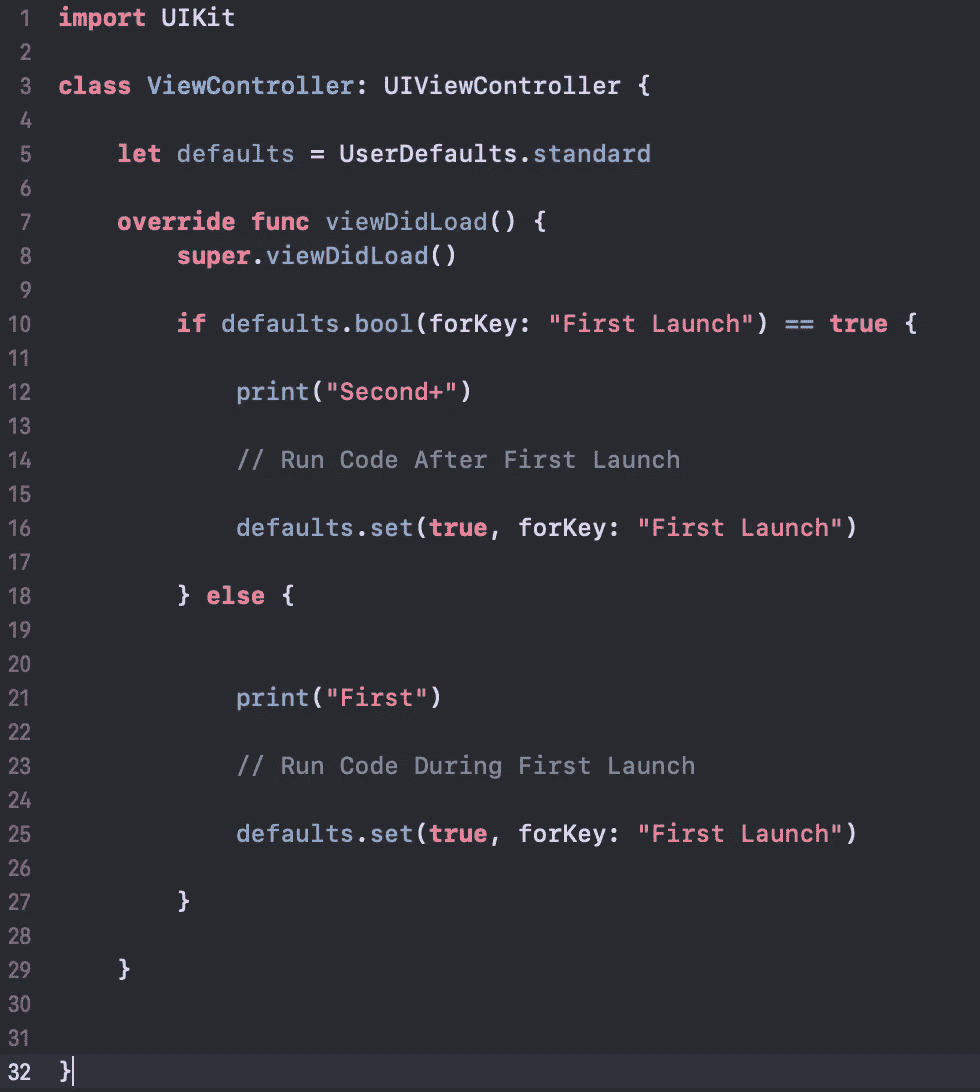 1 import UIKit
2
3 class ViewController: UIViewController {
4
5     let defaults = UserDefaults.standard
6
7     override func viewDidLoad() {
8         super.viewDidLoad()
9
10         if defaults.bool(forKey: "First Launch") == true {
11
12             print("Second+")
13
14             // Run Code After First Launch
15
16             defaults.set(true, forKey: "First Launch")
17
18         } else {
19
20
21             print("First")
22
23             // Run Code During First Launch
24
25             defaults.set(true, forKey: "First Launch")
26
27         }
28
29     }
30
31
32 }